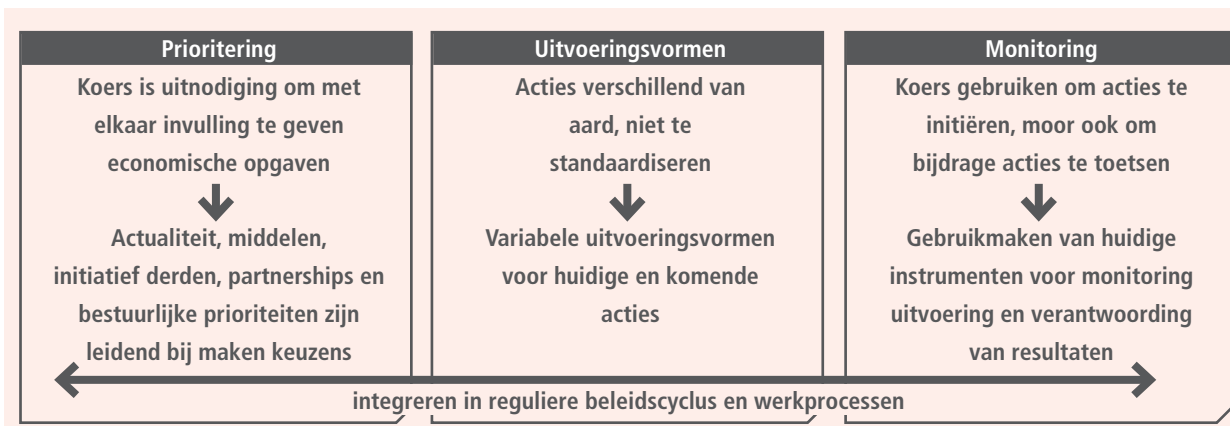 Prioritering
Koers is uitnodiging om met
elkaar invulling te geven
economische opgaven
Actualiteit, middelen,
initiatief derden, partnerships en
bestuurlijke prioriteiten zijn
leidend bij maken keuzens
Uitvoeringsvormen
Acties verschillend van
aard, niet te
standaardiseren
Variabele uitvoeringsvormen
voor huidige en komende
acties
Monitoring
Koers gebruiken om acties te
initiëren, moor ook om
bijdrage acties te toetsen
Gebruikmaken van huidige
instrumenten voor monitoring
uitvoering en verantwoording
van resultaten
integreren in reguliere beleidscyclus en werkprocessen